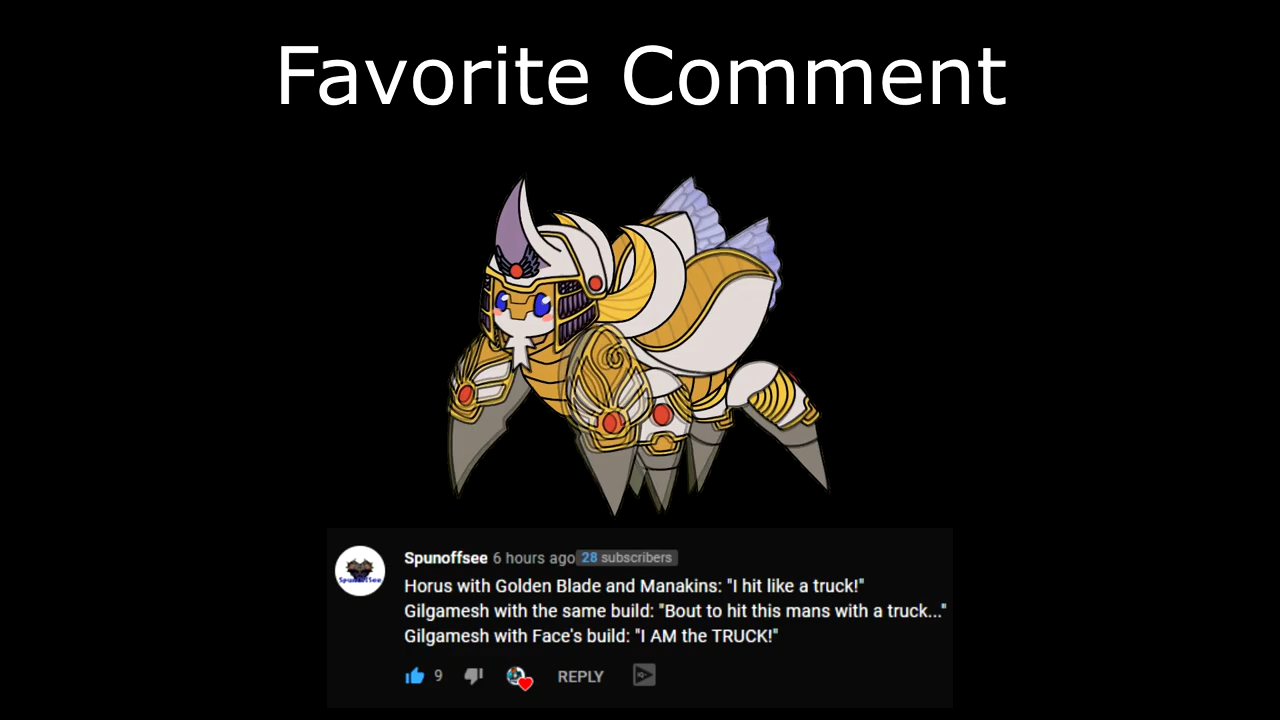 Favorite Comment
Spunoffsee 6 hours ago 28 subscribers
Horus with Golden Blade and Manakins: "I hit like a truck!"
Gilgamesh with the same build: "Bout to hit this mans with a truck..."
Gilgamesh with Face's build: "I AM the TRUCK!"
9 REPLY